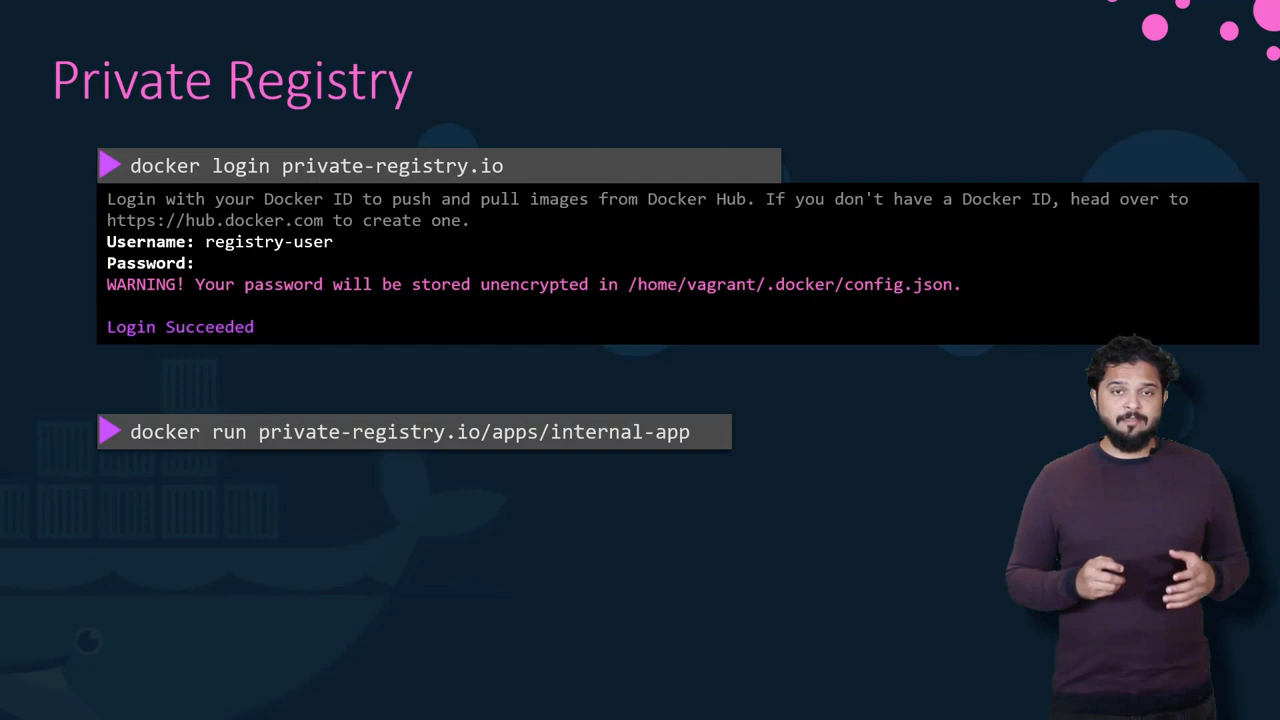 Private Registry
docker login private-registry.io
Login with your Docker ID to push and pull images from Docker Hub. If you don't have a Docker ID, head over to
https://hub.docker.com to create one.
Username: registry-user
Password:
WARNING! Your password will be stored unencrypted in /home/vagrant/.docker/config.json.
Login Succeeded
docker run private-registry.io/apps/internal-app